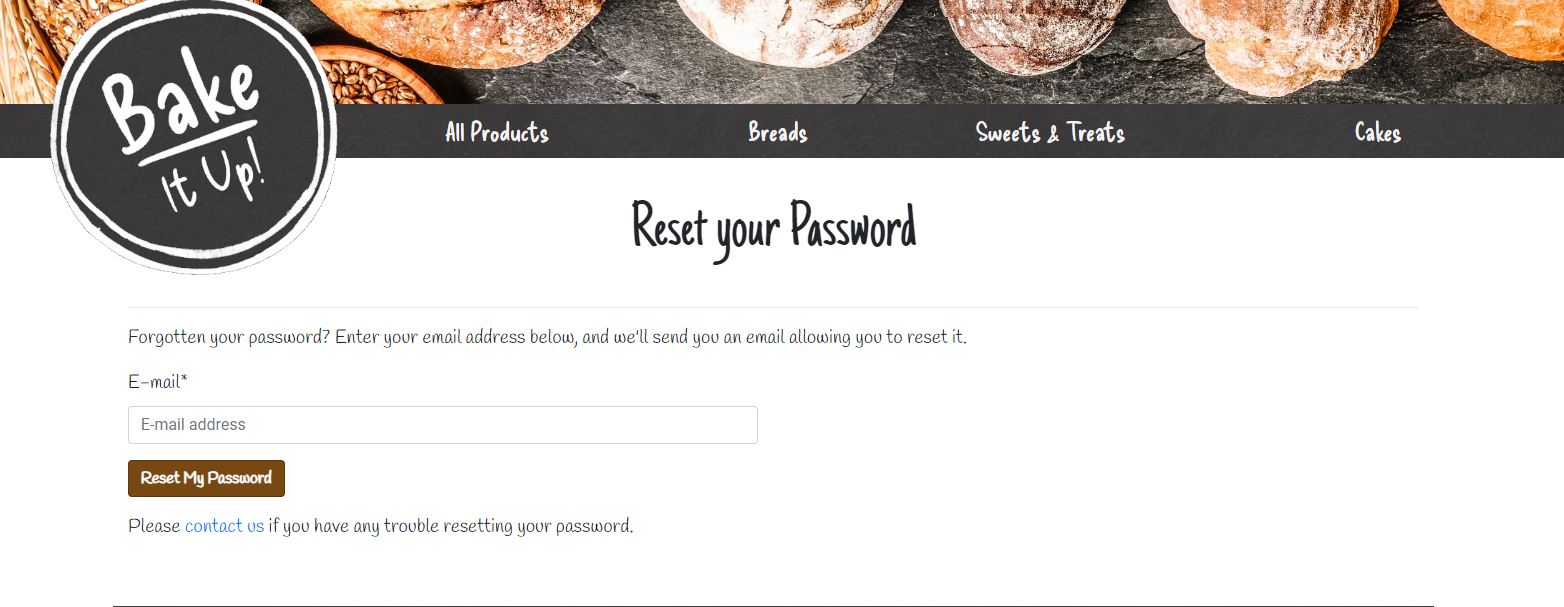 Bake
It Up!
All Products Breads Sweets & Treats Cakes
Reset your Password
Forgotten your password? Enter your email address below, and we'll send you an email allowing you to reset it.
E-mail*
E-mail address
Reset My Password
Please contact us if you have any trouble resetting your password.